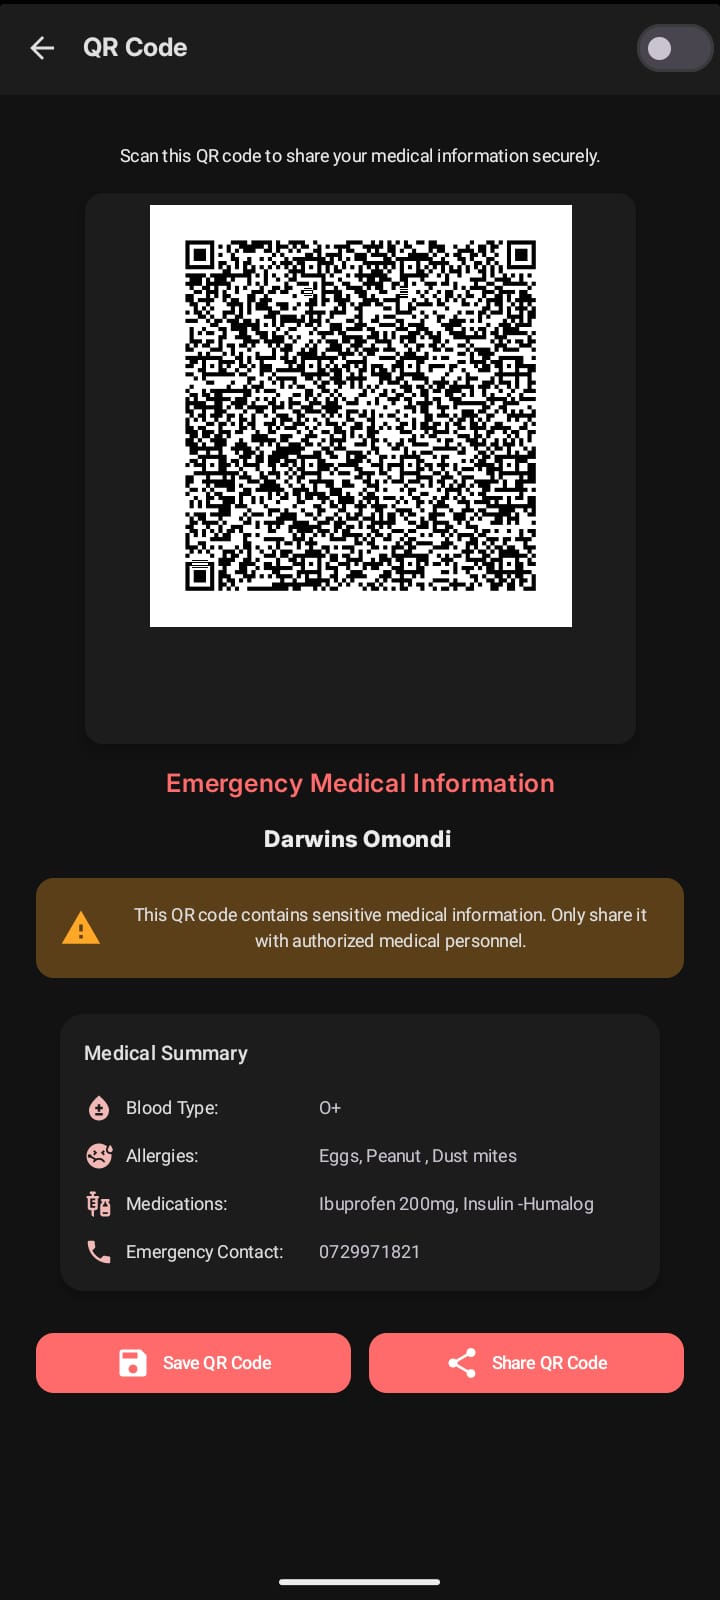 QR Code
Scan this QR code to share your medical information securely.
Emergency Medical Information
Darwins Omondi
This QR code contains sensitive medical information. Only share it
with authorized medical personnel.
Medical Summary
Blood Type: O+
Allergies: Eggs, Peanut , Dust mites
Medications: Ibuprofen 200mg, Insulin -Humalog
Emergency Contact: 0729971821
Save QR Code Share QR Code